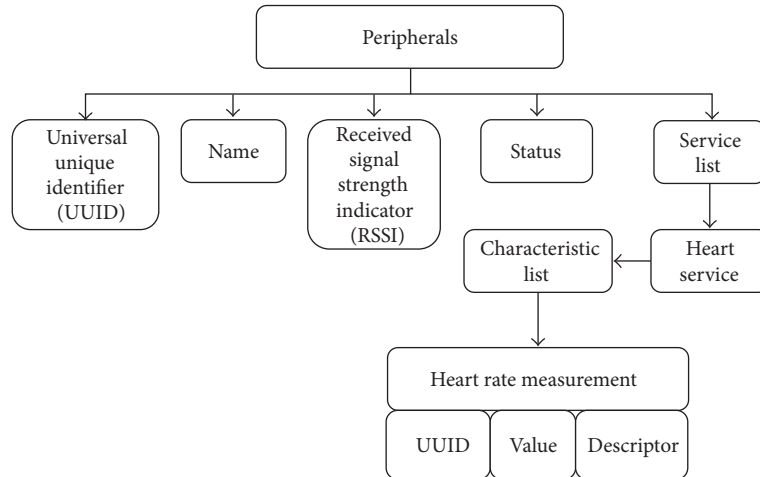 Peripherals
Universal
unique
identifier
(UUID)
Name
Received
signal
strength
indicator
(RSSI)
Status
Service
list
Characteristic
list
Heart
service
Heart rate measurement
UUID
Value
Descriptor